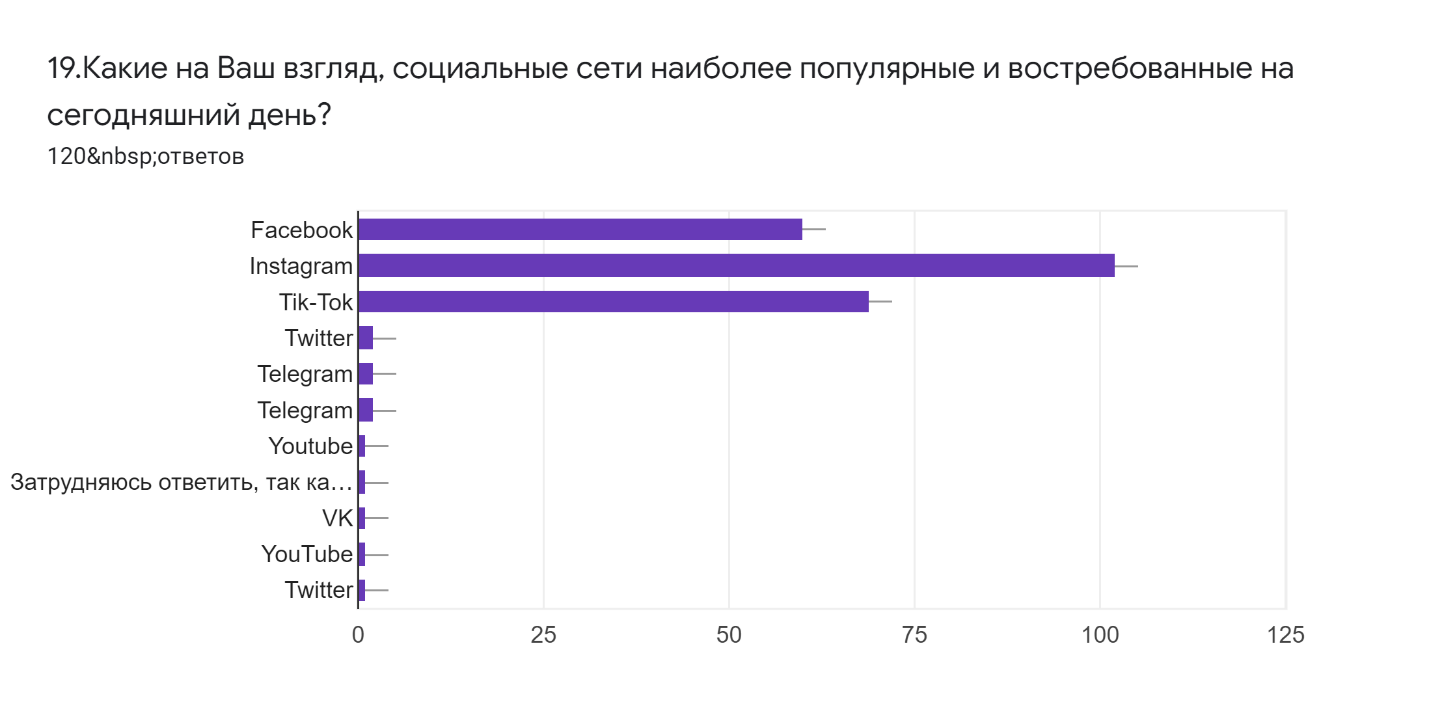 19.Какие на Ваш взгляд, социальные сети наиболее популярные и востребованные на
сегодняшний день?
120&nbsp;ответов
Facebook
Instagram
Tik-Tok
Twitter
Telegram
Telegram
Youtube
Затрудняюсь ответить, так ка…
VK
YouTube
Twitter
0 25 50 75 100 125